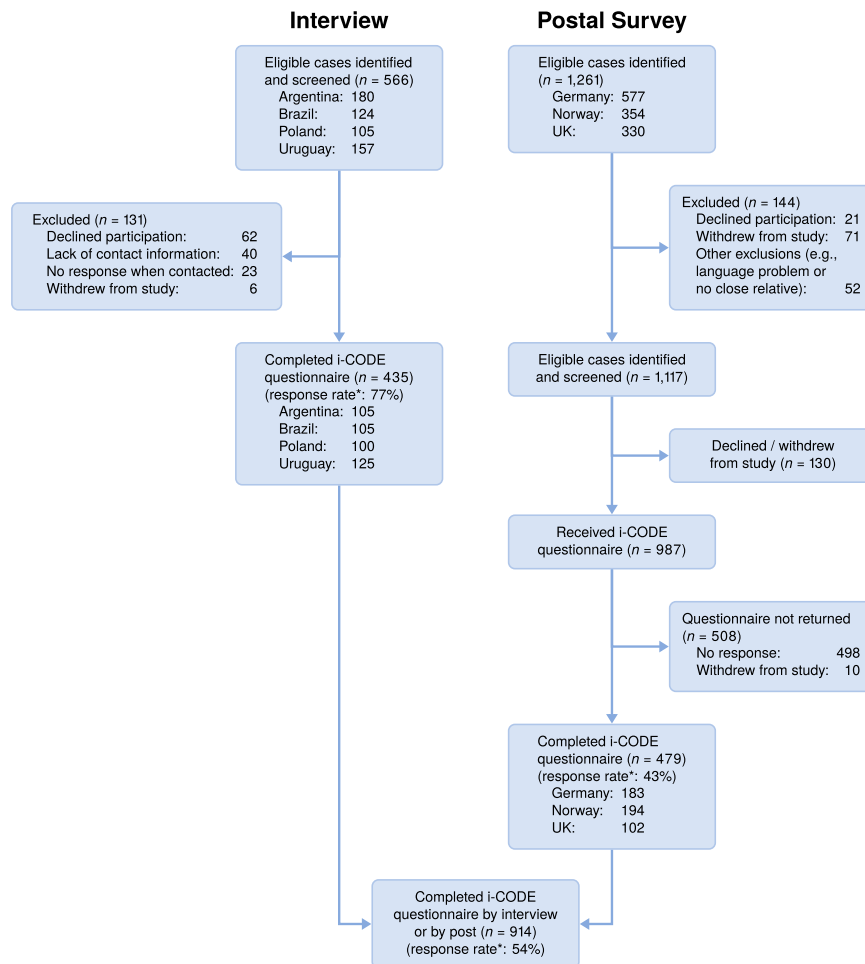 Interview
Eligible cases identified
and screened (n = 566)
Argentina: 180
Brazil: 124
Poland: 105
Uruguay: 157
Excluded (n = 131)
Declined participation: 62
Lack of contact information: 40
No response when contacted: 23
Withdrew from study: 6
Completed i-CODE
questionnaire (n = 435)
(response rate*: 77%)
Argentina: 105
Brazil: 105
Poland: 100
Uruguay: 125
Postal Survey
Eligible cases identified
(n = 1,261)
Germany: 577
Norway: 354
UK: 330
Excluded (n = 144)
Declined participation: 21
Withdrew from study: 71
Other exclusions (e.g.,
language problem or
no close relative): 52
Eligible cases identified
and screened (n = 1,117)
Declined / withdrew
from study (n = 130)
Received i-CODE
questionnaire (n = 987)
Questionnaire not returned
(n = 508)
No response: 498
Withdrew from study: 10
Completed i-CODE
questionnaire (n = 479)
(response rate*: 43%)
Germany: 183
Norway: 194
UK: 102
Completed i-CODE
questionnaire by interview
or by post (n = 914)
(response rate*: 54%)